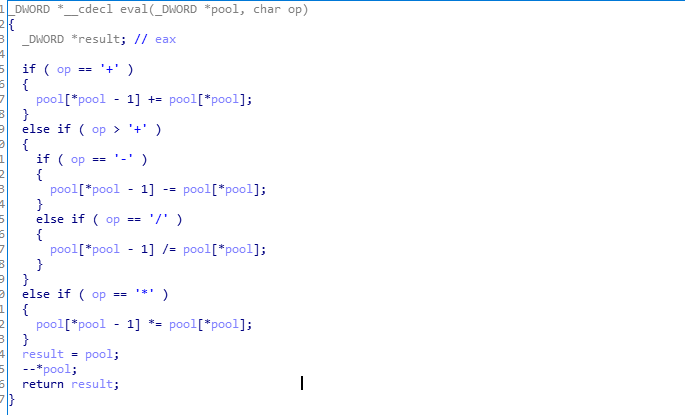 1 _DWORD *__cdecl eval(_DWORD *pool, char op)
2 {
3   _DWORD *result; // eax
4
5   if ( op == '+' )
6   {
7     pool[*pool - 1] += pool[*pool];
8   }
9   else if ( op > '+' )
0   {
1     if ( op == '-' )
2     {
3       pool[*pool - 1] -= pool[*pool];
4     }
5     else if ( op == '/' )
6     {
7       pool[*pool - 1] /= pool[*pool];
8     }
9   }
0   else if ( op == '*' )
1   {
2     pool[*pool - 1] *= pool[*pool];
3   }
4   result = pool;
5   --*pool;
6   return result;
7 }